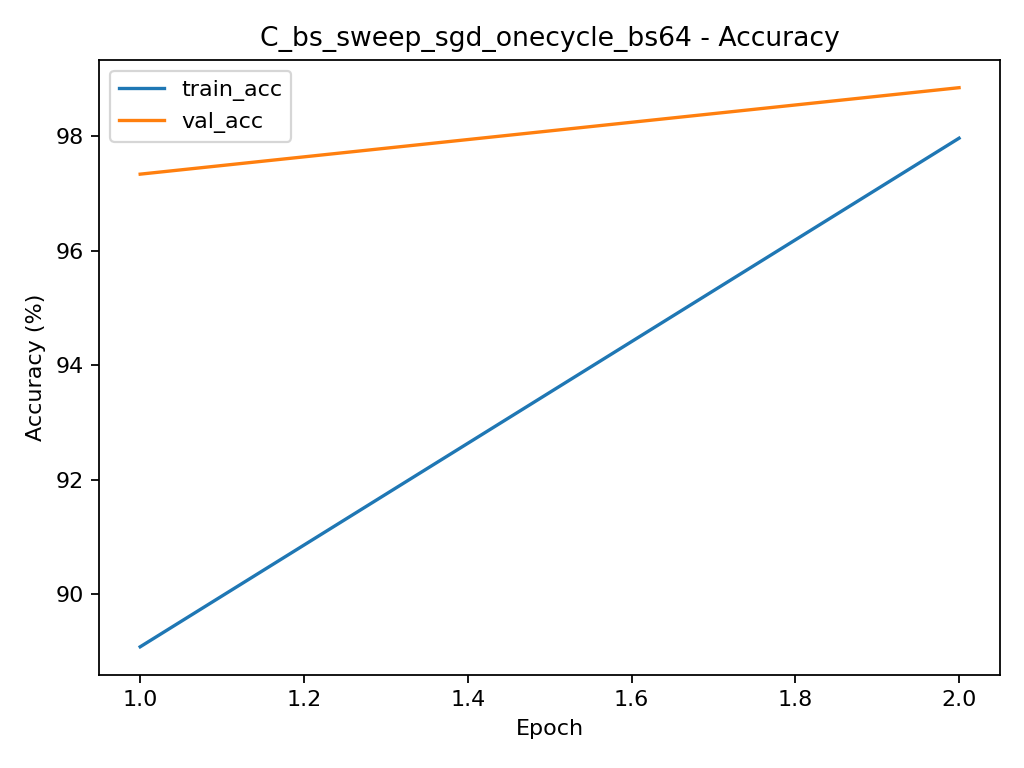 C_bs_sweep_sgd_onecycle_bs64 - Accuracy
train_acc
val_acc
Accuracy (%)
98
96
94
92
90
1.0 1.2 1.4 1.6 1.8 2.0
Epoch